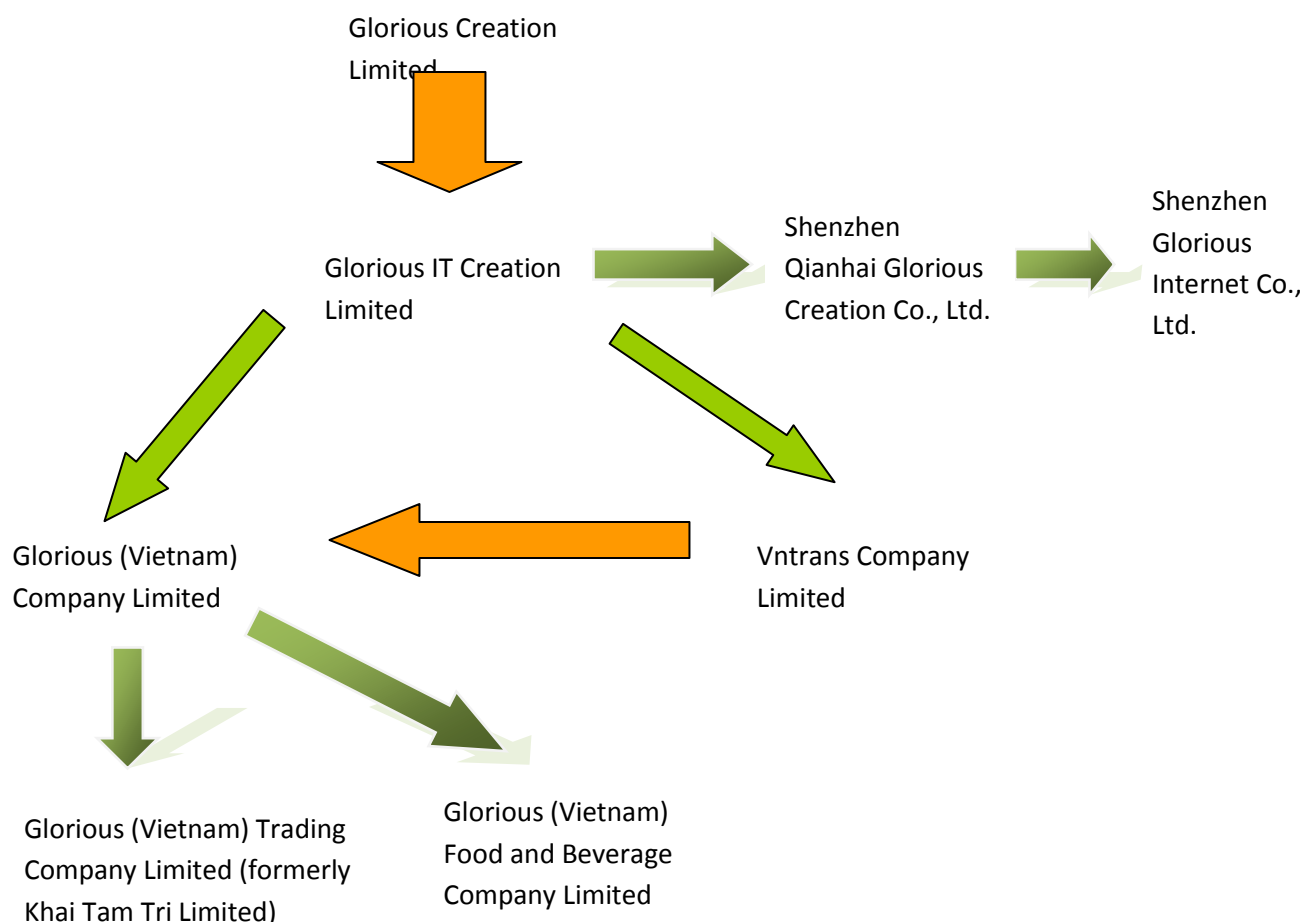 Glorious Creation
Limited
Glorious IT Creation
Limited
Shenzhen
Qianhai Glorious
Creation Co., Ltd.
Shenzhen
Glorious
Internet Co.,
Ltd.
Glorious (Vietnam)
Company Limited
Vntrans Company
Limited
Glorious (Vietnam) Trading
Company Limited (formerly
Khai Tam Tri Limited)
Glorious (Vietnam)
Food and Beverage
Company Limited